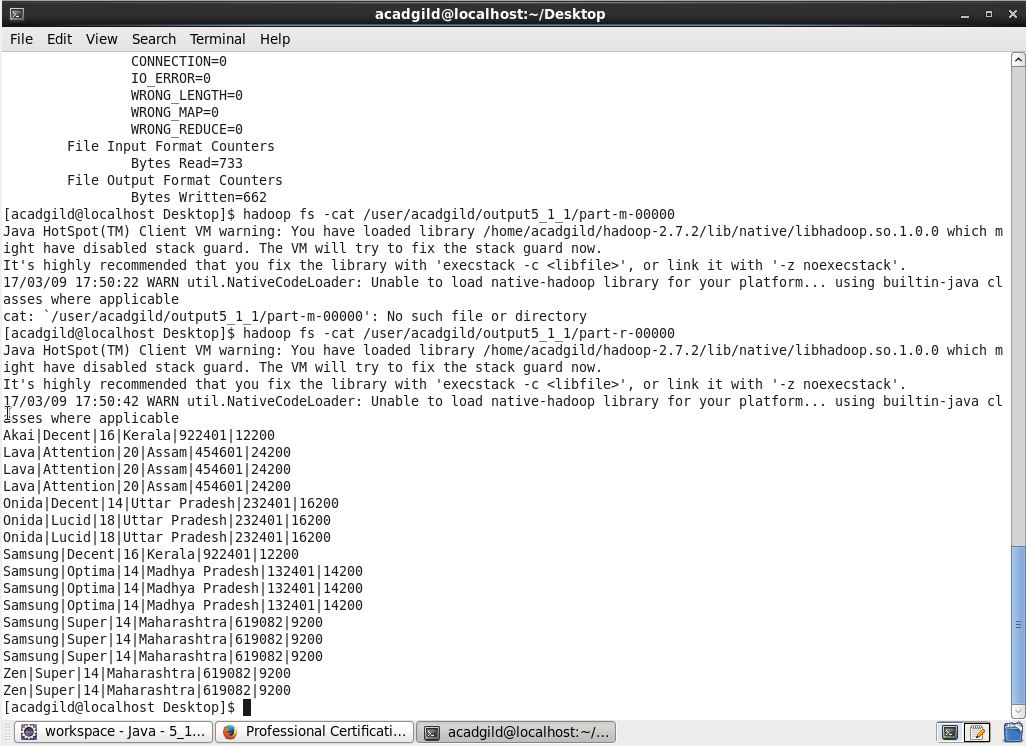 acadgild@localhost:~/Desktop
File Edit View Search Terminal Help
CONNECTION=0
IO_ERROR=0
WRONG_LENGTH=0
WRONG_MAP=0
WRONG_REDUCE=0
File Input Format Counters
Bytes Read=733
File Output Format Counters
Bytes Written=662
[acadgild@localhost Desktop]$ hadoop fs -cat /user/acadgild/output5_1_1/part-m-00000
Java HotSpot(TM) Client VM warning: You have loaded library /home/acadgild/hadoop-2.7.2/lib/native/libhadoop.so.1.0.0 which m
ight have disabled stack guard. The VM will try to fix the stack guard now.
It's highly recommended that you fix the library with 'execstack -c <libfile>', or link it with '-z noexecstack'.
17/03/09 17:50:22 WARN util.NativeCodeLoader: Unable to load native-hadoop library for your platform... using builtin-java cl
asses where applicable
cat: `/user/acadgild/output5_1_1/part-m-00000': No such file or directory
[acadgild@localhost Desktop]$ hadoop fs -cat /user/acadgild/output5_1_1/part-r-00000
Java HotSpot(TM) Client VM warning: You have loaded library /home/acadgild/hadoop-2.7.2/lib/native/libhadoop.so.1.0.0 which m
ight have disabled stack guard. The VM will try to fix the stack guard now.
It's highly recommended that you fix the library with 'execstack -c <libfile>', or link it with '-z noexecstack'.
17/03/09 17:50:42 WARN util.NativeCodeLoader: Unable to load native-hadoop library for your platform... using builtin-java cl
asses where applicable
Akai|Decent|16|Kerala|922401|12200
Lava|Attention|20|Assam|454601|24200
Lava|Attention|20|Assam|454601|24200
Lava|Attention|20|Assam|454601|24200
Onida|Decent|14|Uttar Pradesh|232401|16200
Onida|Lucid|18|Uttar Pradesh|232401|16200
Onida|Lucid|18|Uttar Pradesh|232401|16200
Samsung|Decent|16|Kerala|922401|12200
Samsung|Optima|14|Madhya Pradesh|132401|14200
Samsung|Optima|14|Madhya Pradesh|132401|14200
Samsung|Optima|14|Madhya Pradesh|132401|14200
Samsung|Super|14|Maharashtra|619082|9200
Samsung|Super|14|Maharashtra|619082|9200
Samsung|Super|14|Maharashtra|619082|9200
Zen|Super|14|Maharashtra|619082|9200
Zen|Super|14|Maharashtra|619082|9200
[acadgild@localhost Desktop]$
workspace - Java - 5_1... Professional Certificati... acadgild@localhost:~/...